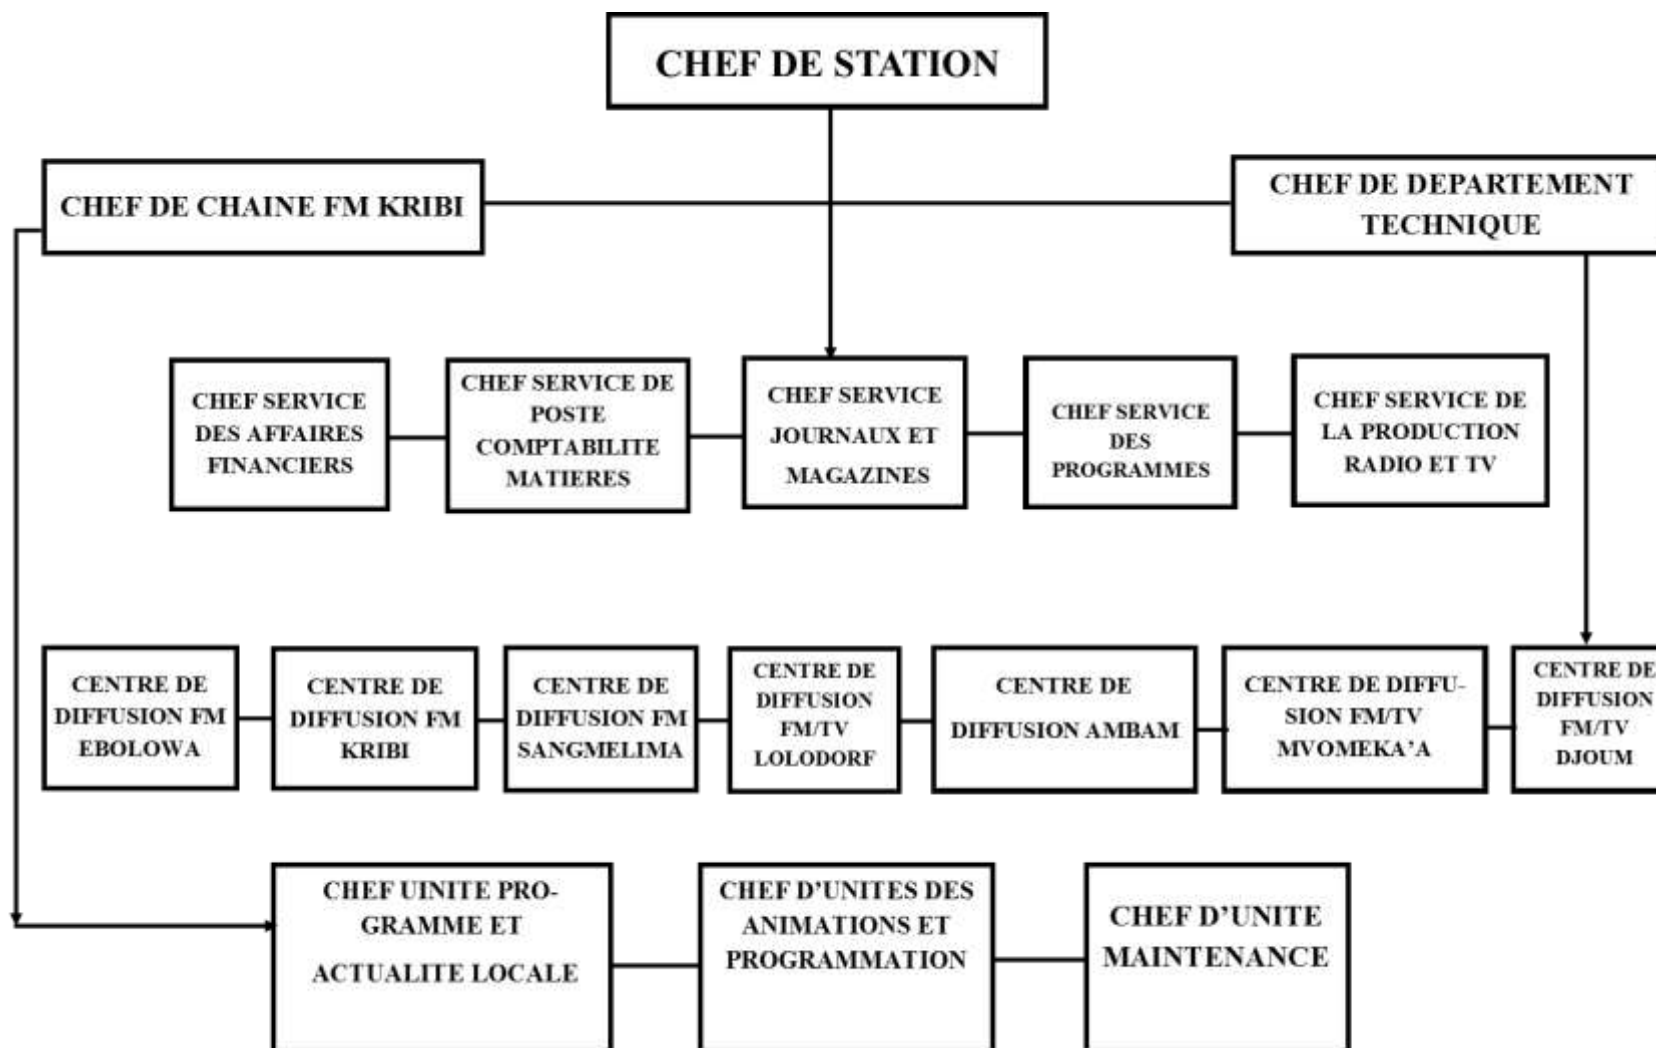 CHEF DE STATION
CHEF DE CHAINE FM KRIBI
CHEF DE DEPARTEMENT
TECHNIQUE
CHEF SERVICE
DES AFFAIRES
FINANCIERS
CHEF SERVICE DE
POSTE
COMPTABILITE
MATIERES
CHEF SERVICE
JOURNAUX ET
MAGAZINES
CHEF SERVICE
DES
PROGRAMMES
CHEF SERVICE DE
LA PRODUCTION
RADIO ET TV
CENTRE DE
DIFFUSION FM
EBOLOWA
CENTRE DE
DIFFUSION FM
KRIBI
CENTRE DE
DIFFUSION FM
SANGMELIMA
CENTRE DE
DIFFUSION
FM/TV
LOLODORF
CENTRE DE
DIFFUSION AMBAM
CENTRE DE DIFFU-
SION FM/TV
MVOMEKA’A
CENTRE DE
DIFFUSION
FM/TV
DJOUM
CHEF UINITE PRO-
GRAMME ET
ACTUALITE LOCALE
CHEF D’UNITES DES
ANIMATIONS ET
PROGRAMMATION
CHEF D’UNITE
MAINTENANCE